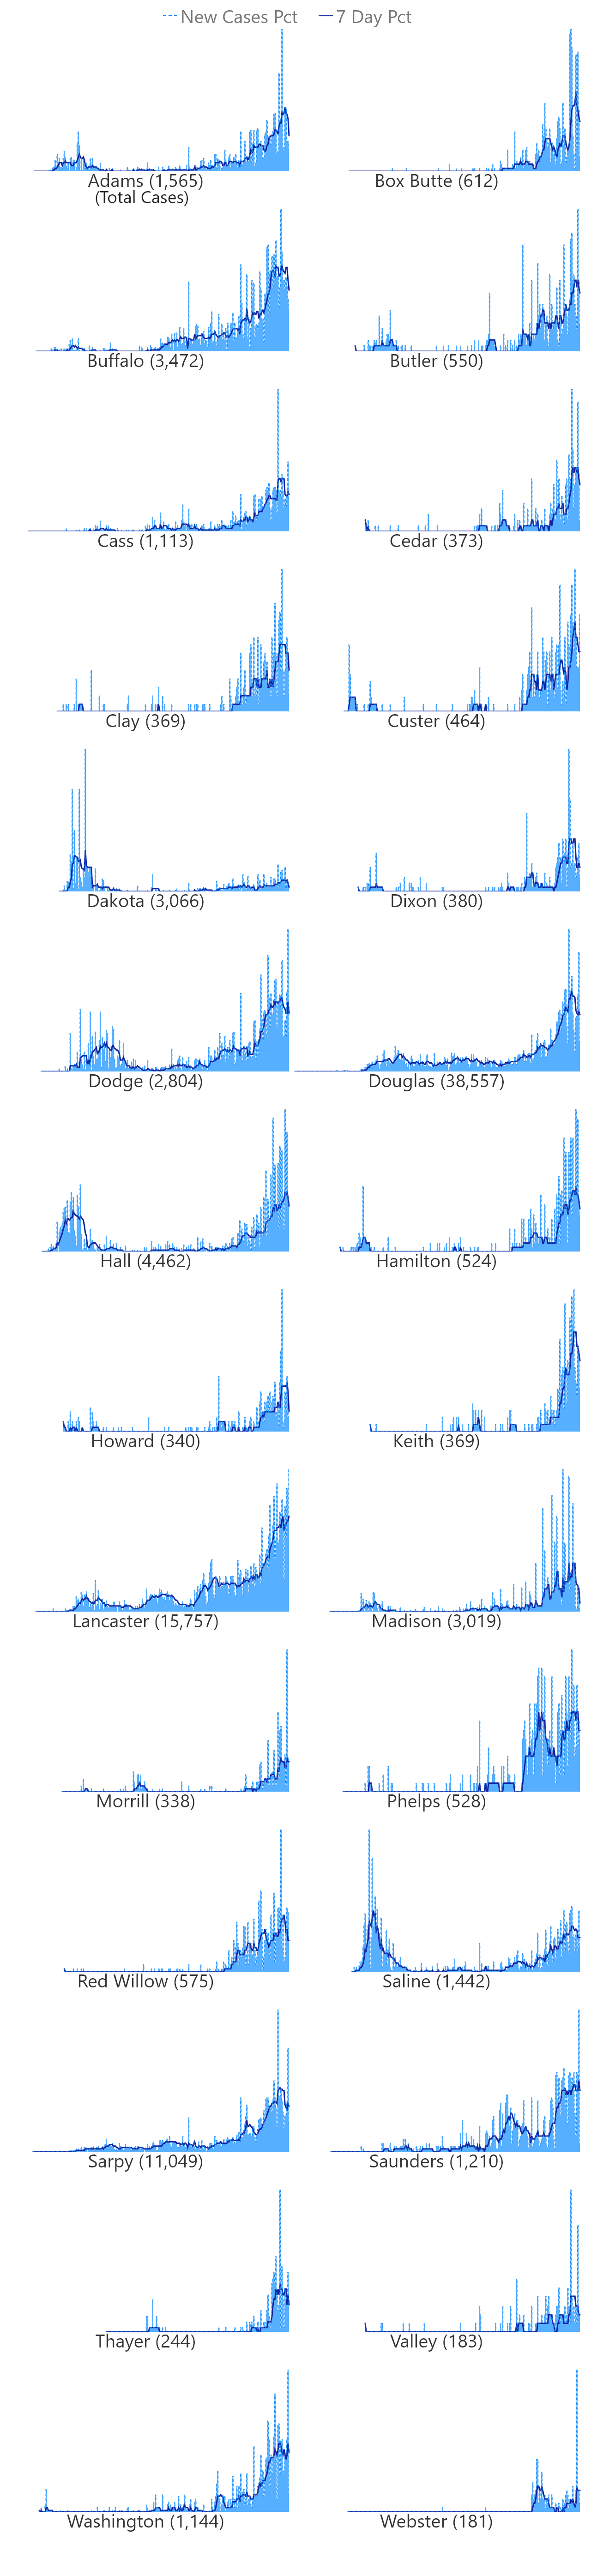 New Cases Pct 7 Day Pct
Adams (1,565) Box Butte (612)
(Total Cases)
Buffalo (3,472) Butler (550)
Cass (1,113) Cedar (373)
Clay (369) Custer (464)
Dakota (3,066) Dixon (380)
Dodge (2,804) Douglas (38,557)
Hall (4,462) Hamilton (524)
Howard (340) Keith (369)
Lancaster (15,757) Madison (3,019)
Morrill (338) Phelps (528)
Red Willow (575) Saline (1,442)
Sarpy (11,049) Saunders (1,210)
Thayer (244) Valley (183)
Washington (1,144) Webster (181)